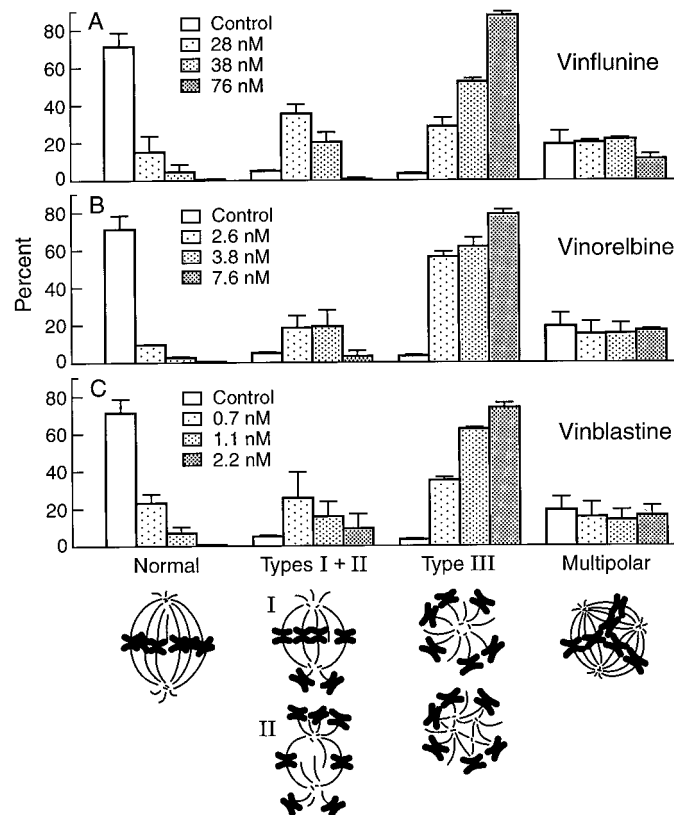 A
Control
28 nM
38 nM
76 nM
Vinflunine
80
60
40
20
0
B
Control
2.6 nM
3.8 nM
7.6 nM
Vinorelbine
80
60
40
20
0
Percent
C
Control
0.7 nM
1.1 nM
2.2 nM
Vinblastine
80
60
40
20
0
Normal
Types I + II
Type III
Multipolar
I
II